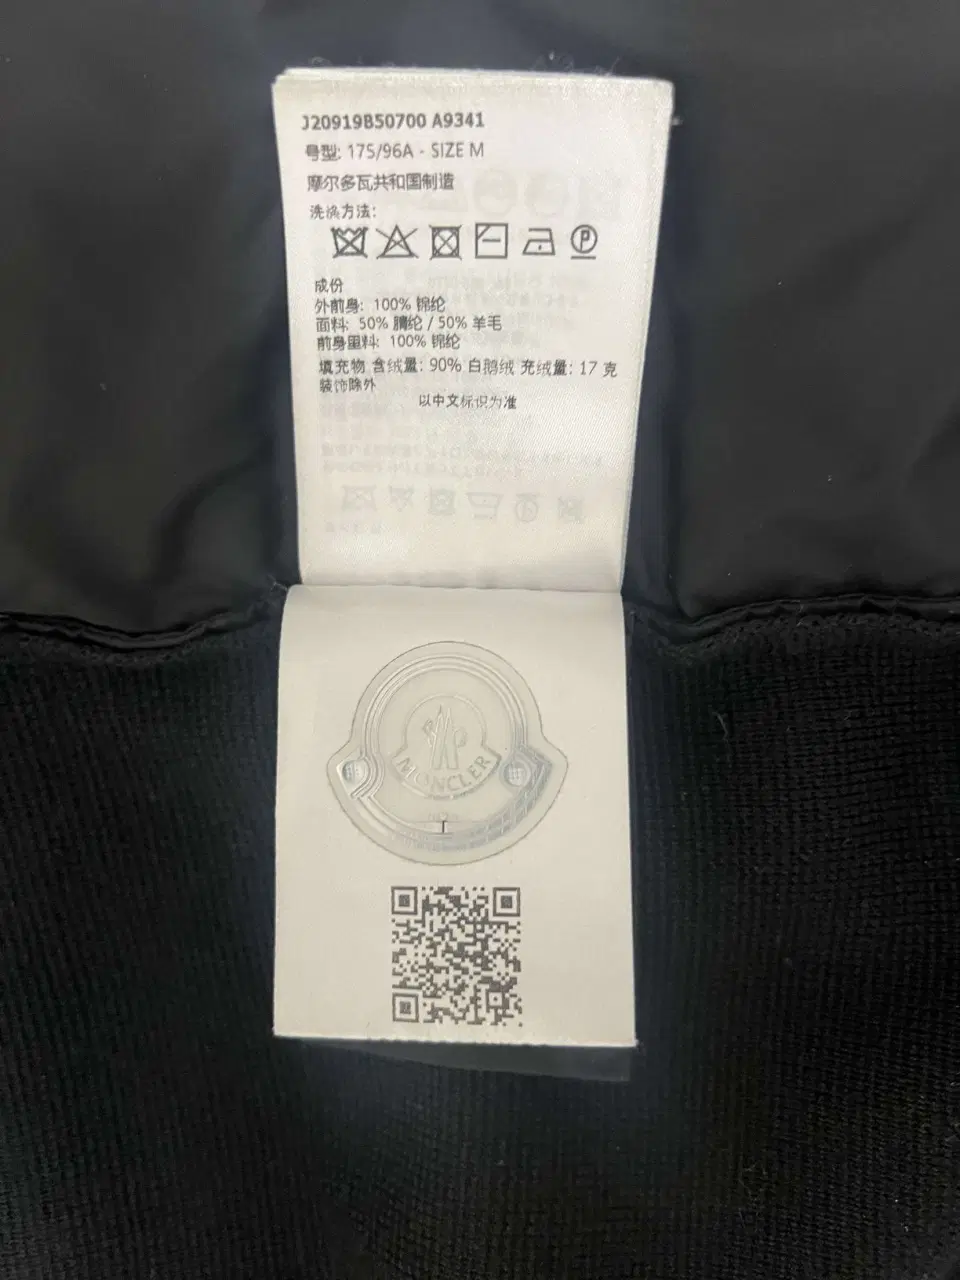 J20919B50700 A9341
号型: 175/96A - SIZE M
摩尔多瓦共和国制造
洗涤方法:
P
成份
外前身: 100% 锦纶
面料: 50% 腈纶 / 50% 羊毛
前身里料: 100% 锦纶
填充物 含绒量: 90% 白鹅绒 充绒量: 17 克
装饰除外
以中文标识为准
MONCLER